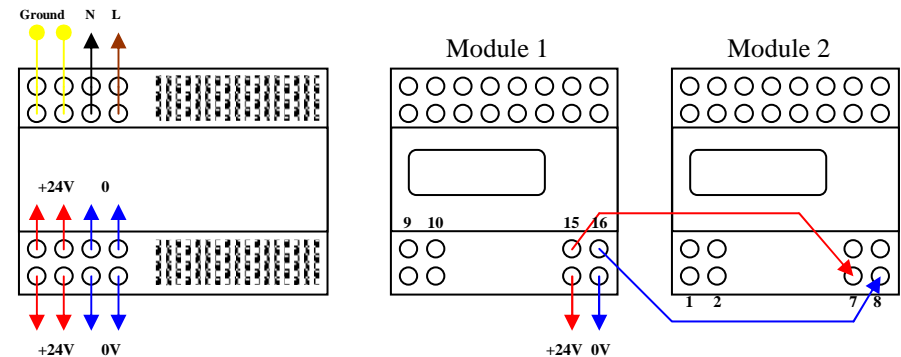 Ground N L
Module 1
Module 2
+24V 0
9 10 15 16
1 2 7 8
+24V 0V
+24V 0V